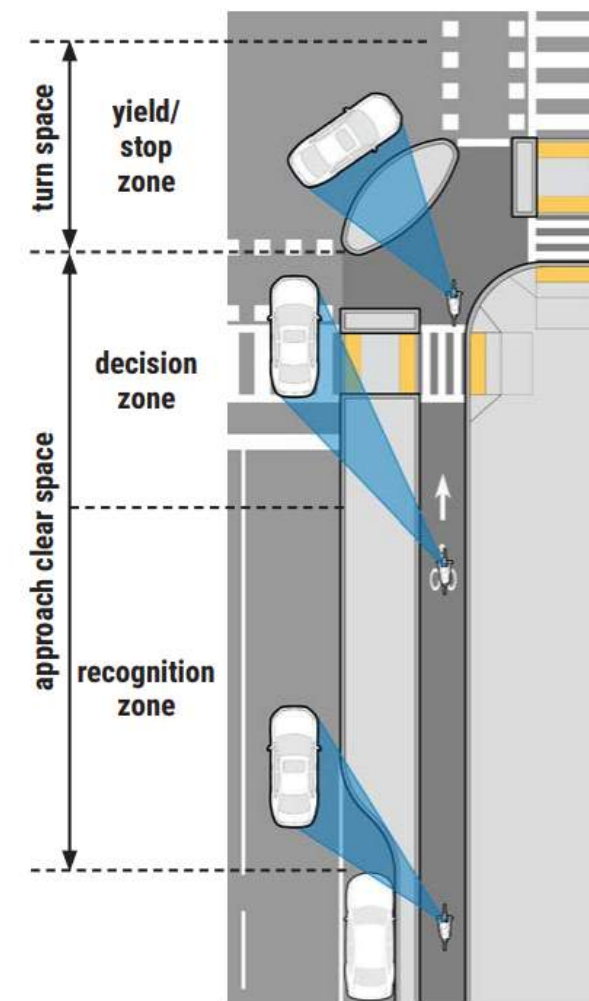 turn space
yield/
stop
zone
approach clear space
decision
zone
recognition
zone